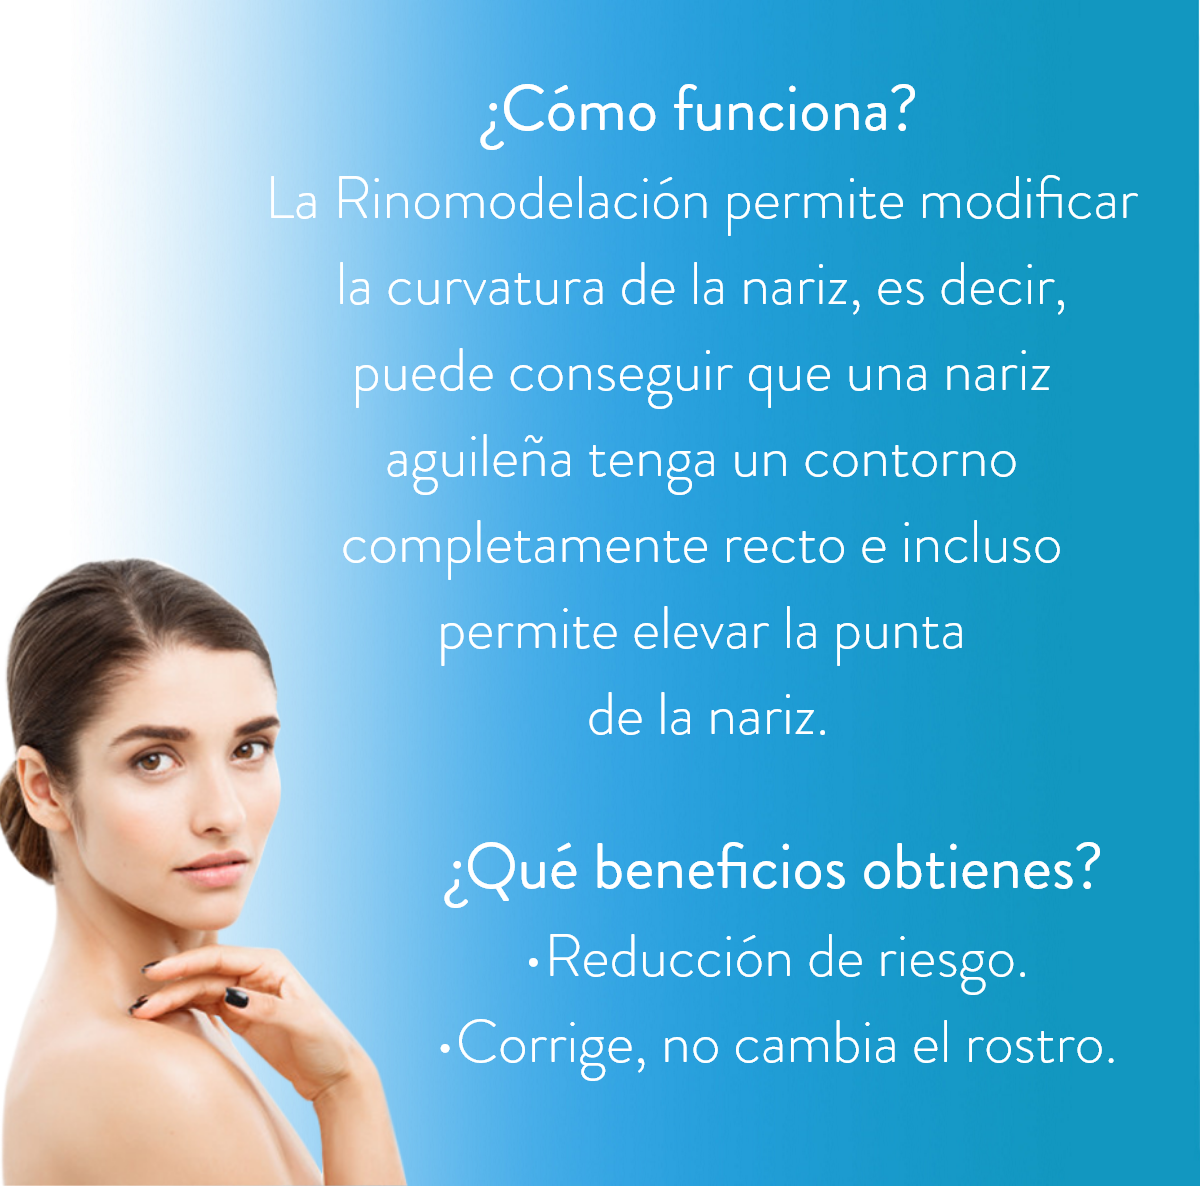 ¿Cómo funciona?
La Rinomodelación permite modificar
la curvatura de la nariz, es decir,
puede conseguir que una nariz
aguileña tenga un contorno
completamente recto e incluso
permite elevar la punta
de la nariz.
¿Qué beneficios obtienes?
•Reducción de riesgo.
•Corrige, no cambia el rostro.